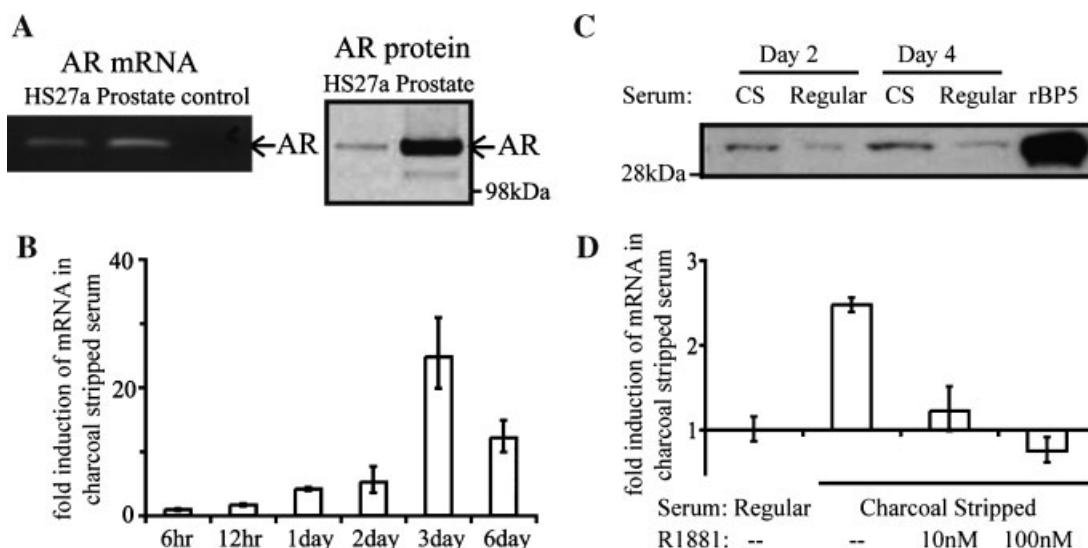 A
AR mRNA
HS27a Prostate control
←AR
AR protein
HS27a Prostate
←AR
98kDa
B
fold induction of mRNA in
charcoal stripped serum
40
20
0
6hr 12hr 1day 2day 3day 6day
C
Day 2 Day 4
Serum: CS Regular CS Regular rBP5
28kDa
D
fold induction of mRNA in
charcoal stripped serum
3
2
1
Serum: Regular Charcoal Stripped
R1881: -- -- 10nM 100nM